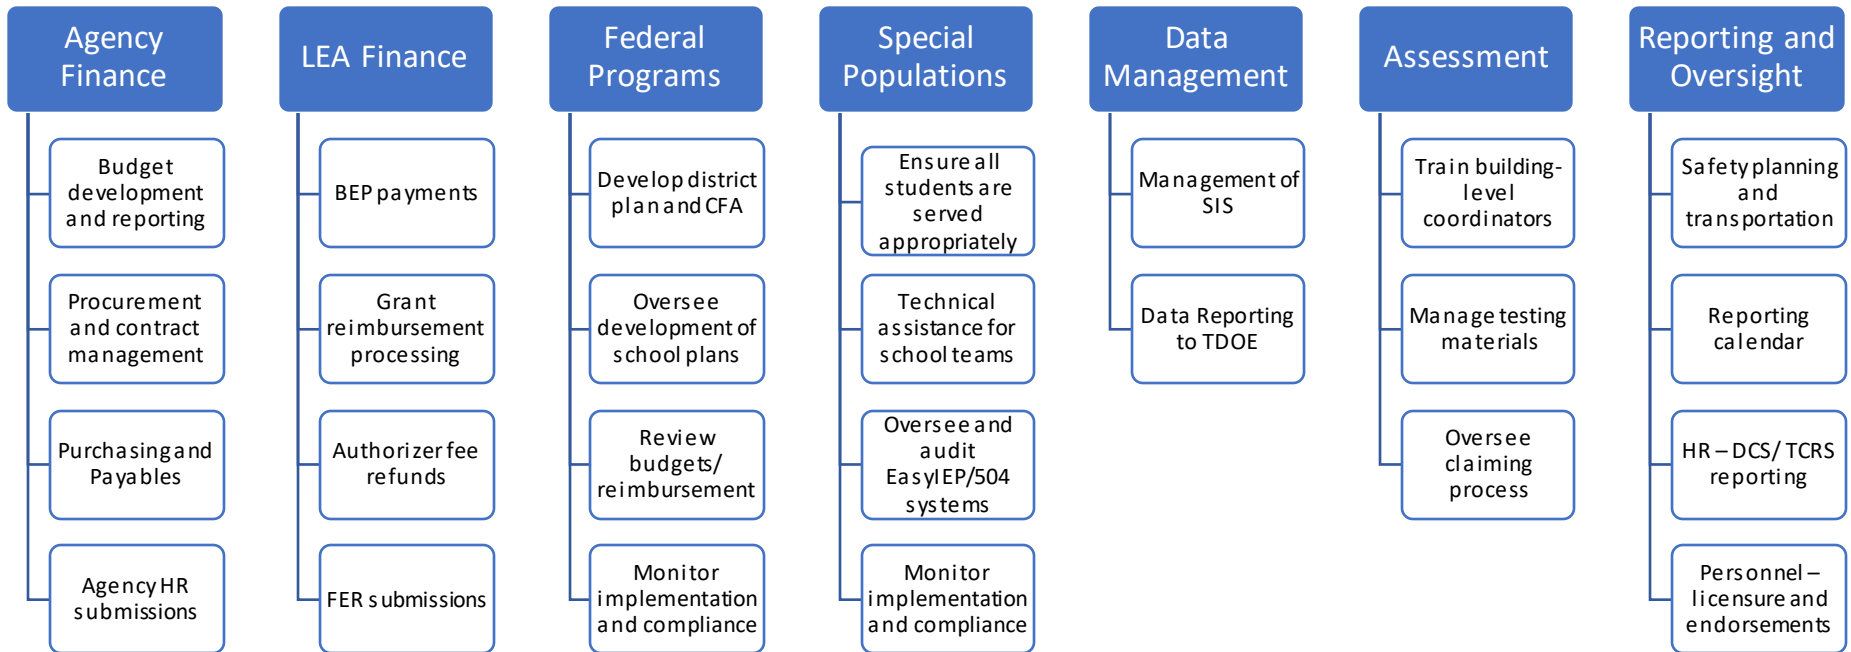 Agency
Finance
Budget
development
and reporting
Procurement
and contract
management
Purchasing and
Payables
Agency HR
submissions
LEA Finance
BEP payments
Grant
reimbursement
processing
Authorizer fee
refunds
FER submissions
Federal
Programs
Develop district
plan and CFA
Oversee
development of
school plans
Review
budgets/
reimbursement
Monitor
implementation
and compliance
Special
Populations
Ensure all
students are
served
appropriately
Technical
assistance for
school teams
Oversee and
audit
EasyIEP/504
systems
Monitor
implementation
and compliance
Data
Management
Management of
SIS
Data Reporting
to TDOE
Assessment
Train building-
level
coordinators
Manage testing
materials
Oversee
claiming
process
Reporting and
Oversight
Safety planning
and
transportation
Reporting
calendar
HR – DCS/ TCRS
reporting
Personnel –
licensure and
endorsements